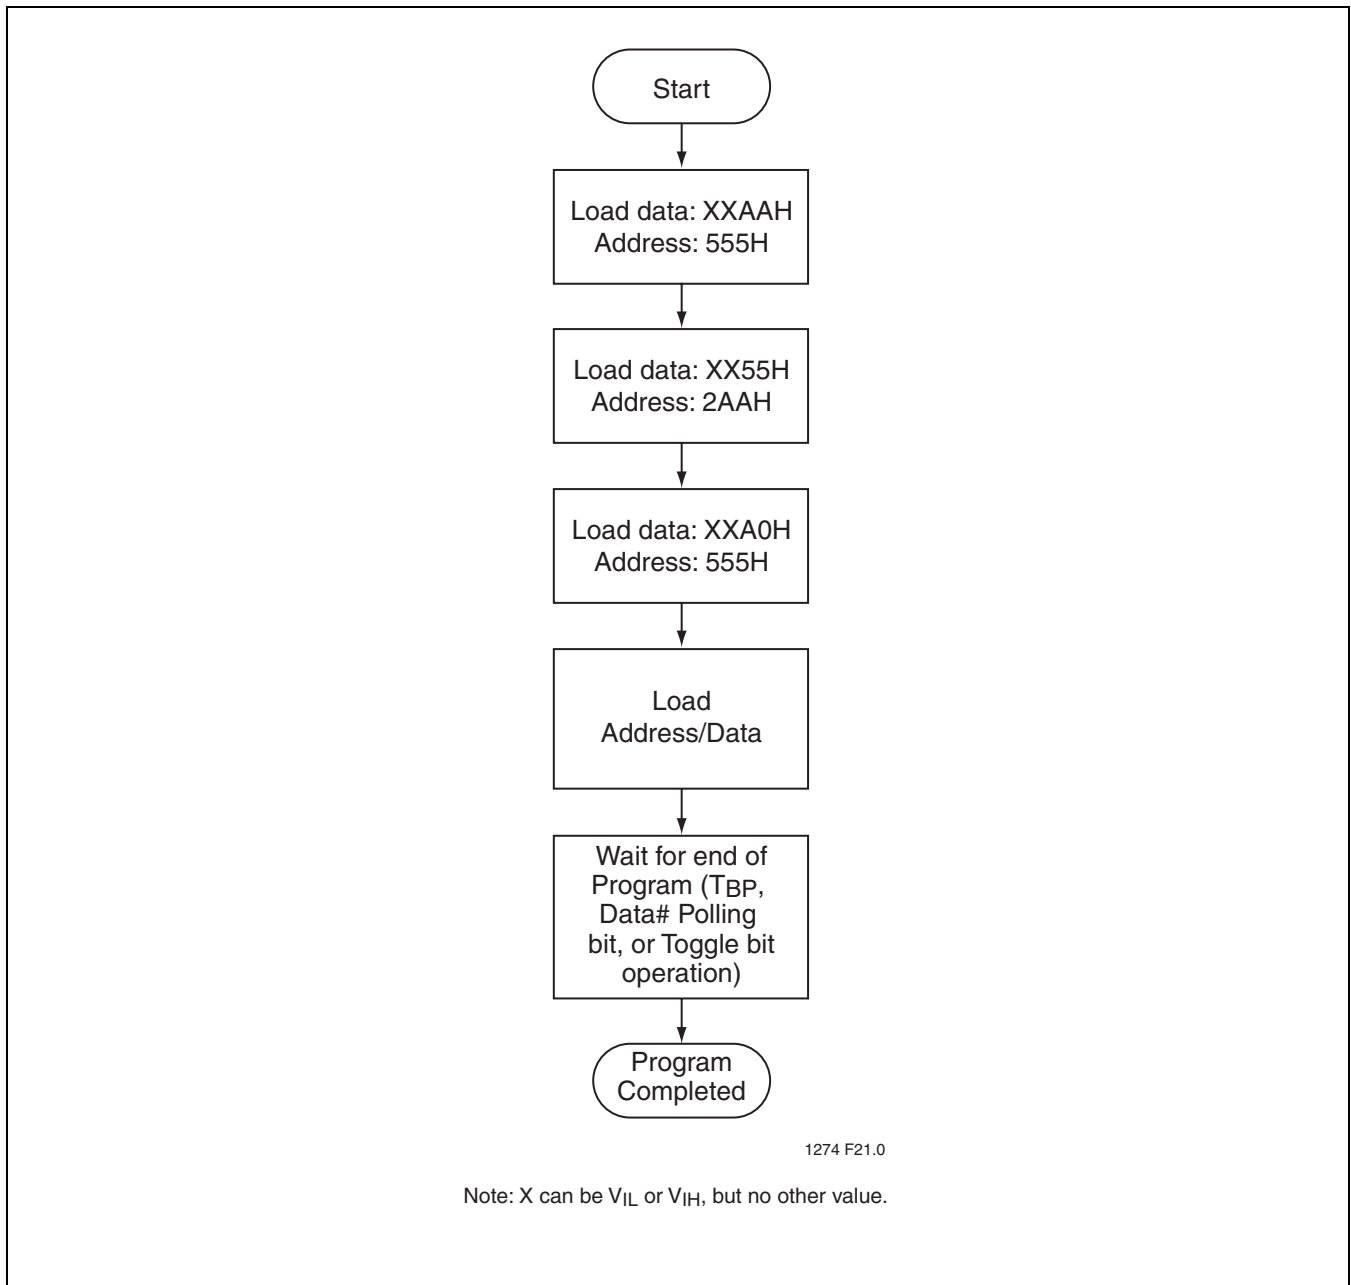 Start
Load data: XXAAH
Address: 555H
Load data: XX55H
Address: 2AAH
Load data: XXA0H
Address: 555H
Load
Address/Data
Wait for end of
Program (TBP,
Data# Polling
bit, or Toggle bit
operation)
Program
Completed
1274 F21.0
Note: X can be VIL or VIH, but no other value.